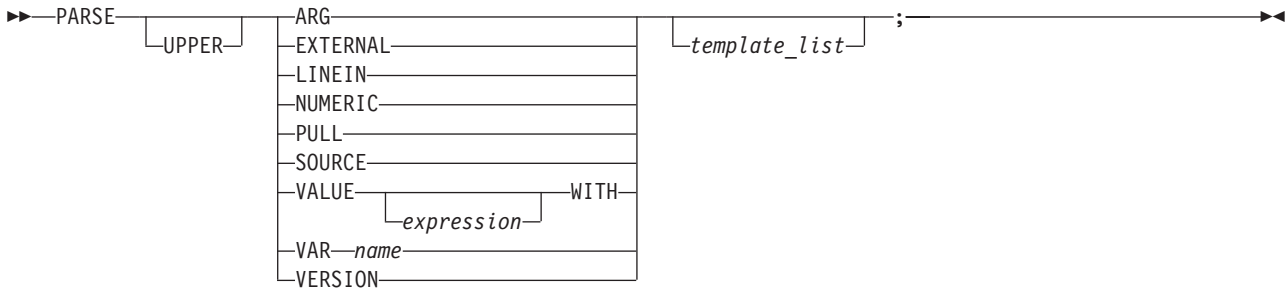 PARSE ARG ;
UPPER EXTERNAL template_list
LINEIN
NUMERIC
PULL
SOURCE
VALUE WITH
expression
VAR name
VERSION